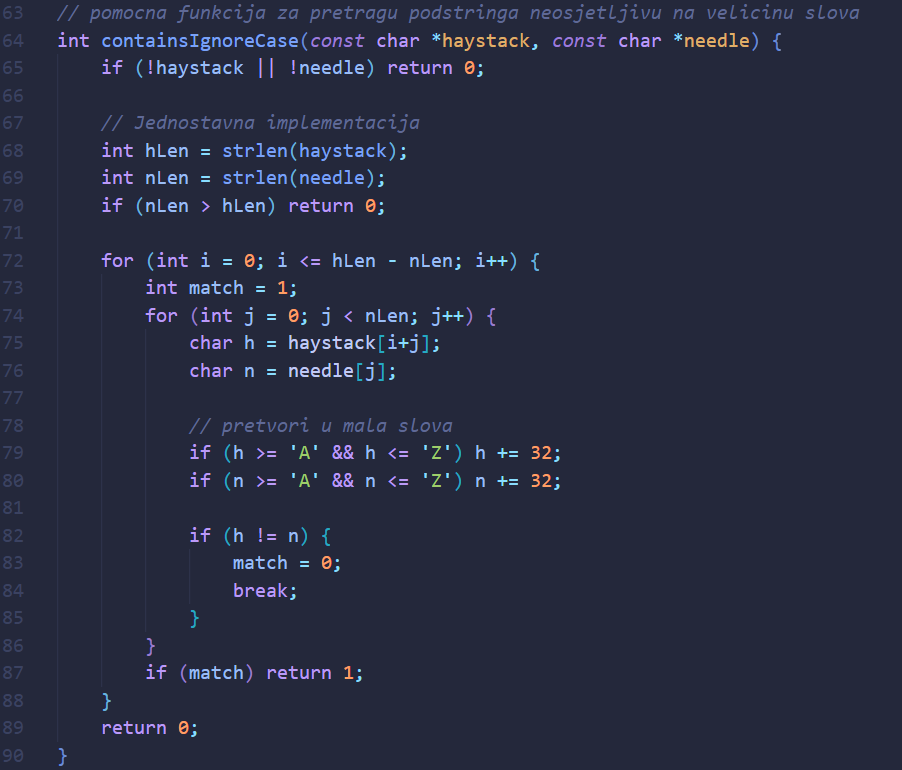 63 // pomocna funkcija za pretragu podstringa neosjetljivu na velicinu slova
64 int containsIgnoreCase(const char *haystack, const char *needle) {
65     if (!haystack || !needle) return 0;
66
67     // Jednostavna implementacija
68     int hLen = strlen(haystack);
69     int nLen = strlen(needle);
70     if (nLen > hLen) return 0;
71
72     for (int i = 0; i <= hLen - nLen; i++) {
73         int match = 1;
74         for (int j = 0; j < nLen; j++) {
75             char h = haystack[i+j];
76             char n = needle[j];
77
78             // pretvori u mala slova
79             if (h >= 'A' && h <= 'Z') h += 32;
80             if (n >= 'A' && n <= 'Z') n += 32;
81
82             if (h != n) {
83                 match = 0;
84                 break;
85             }
86         }
87         if (match) return 1;
88     }
89     return 0;
90 }